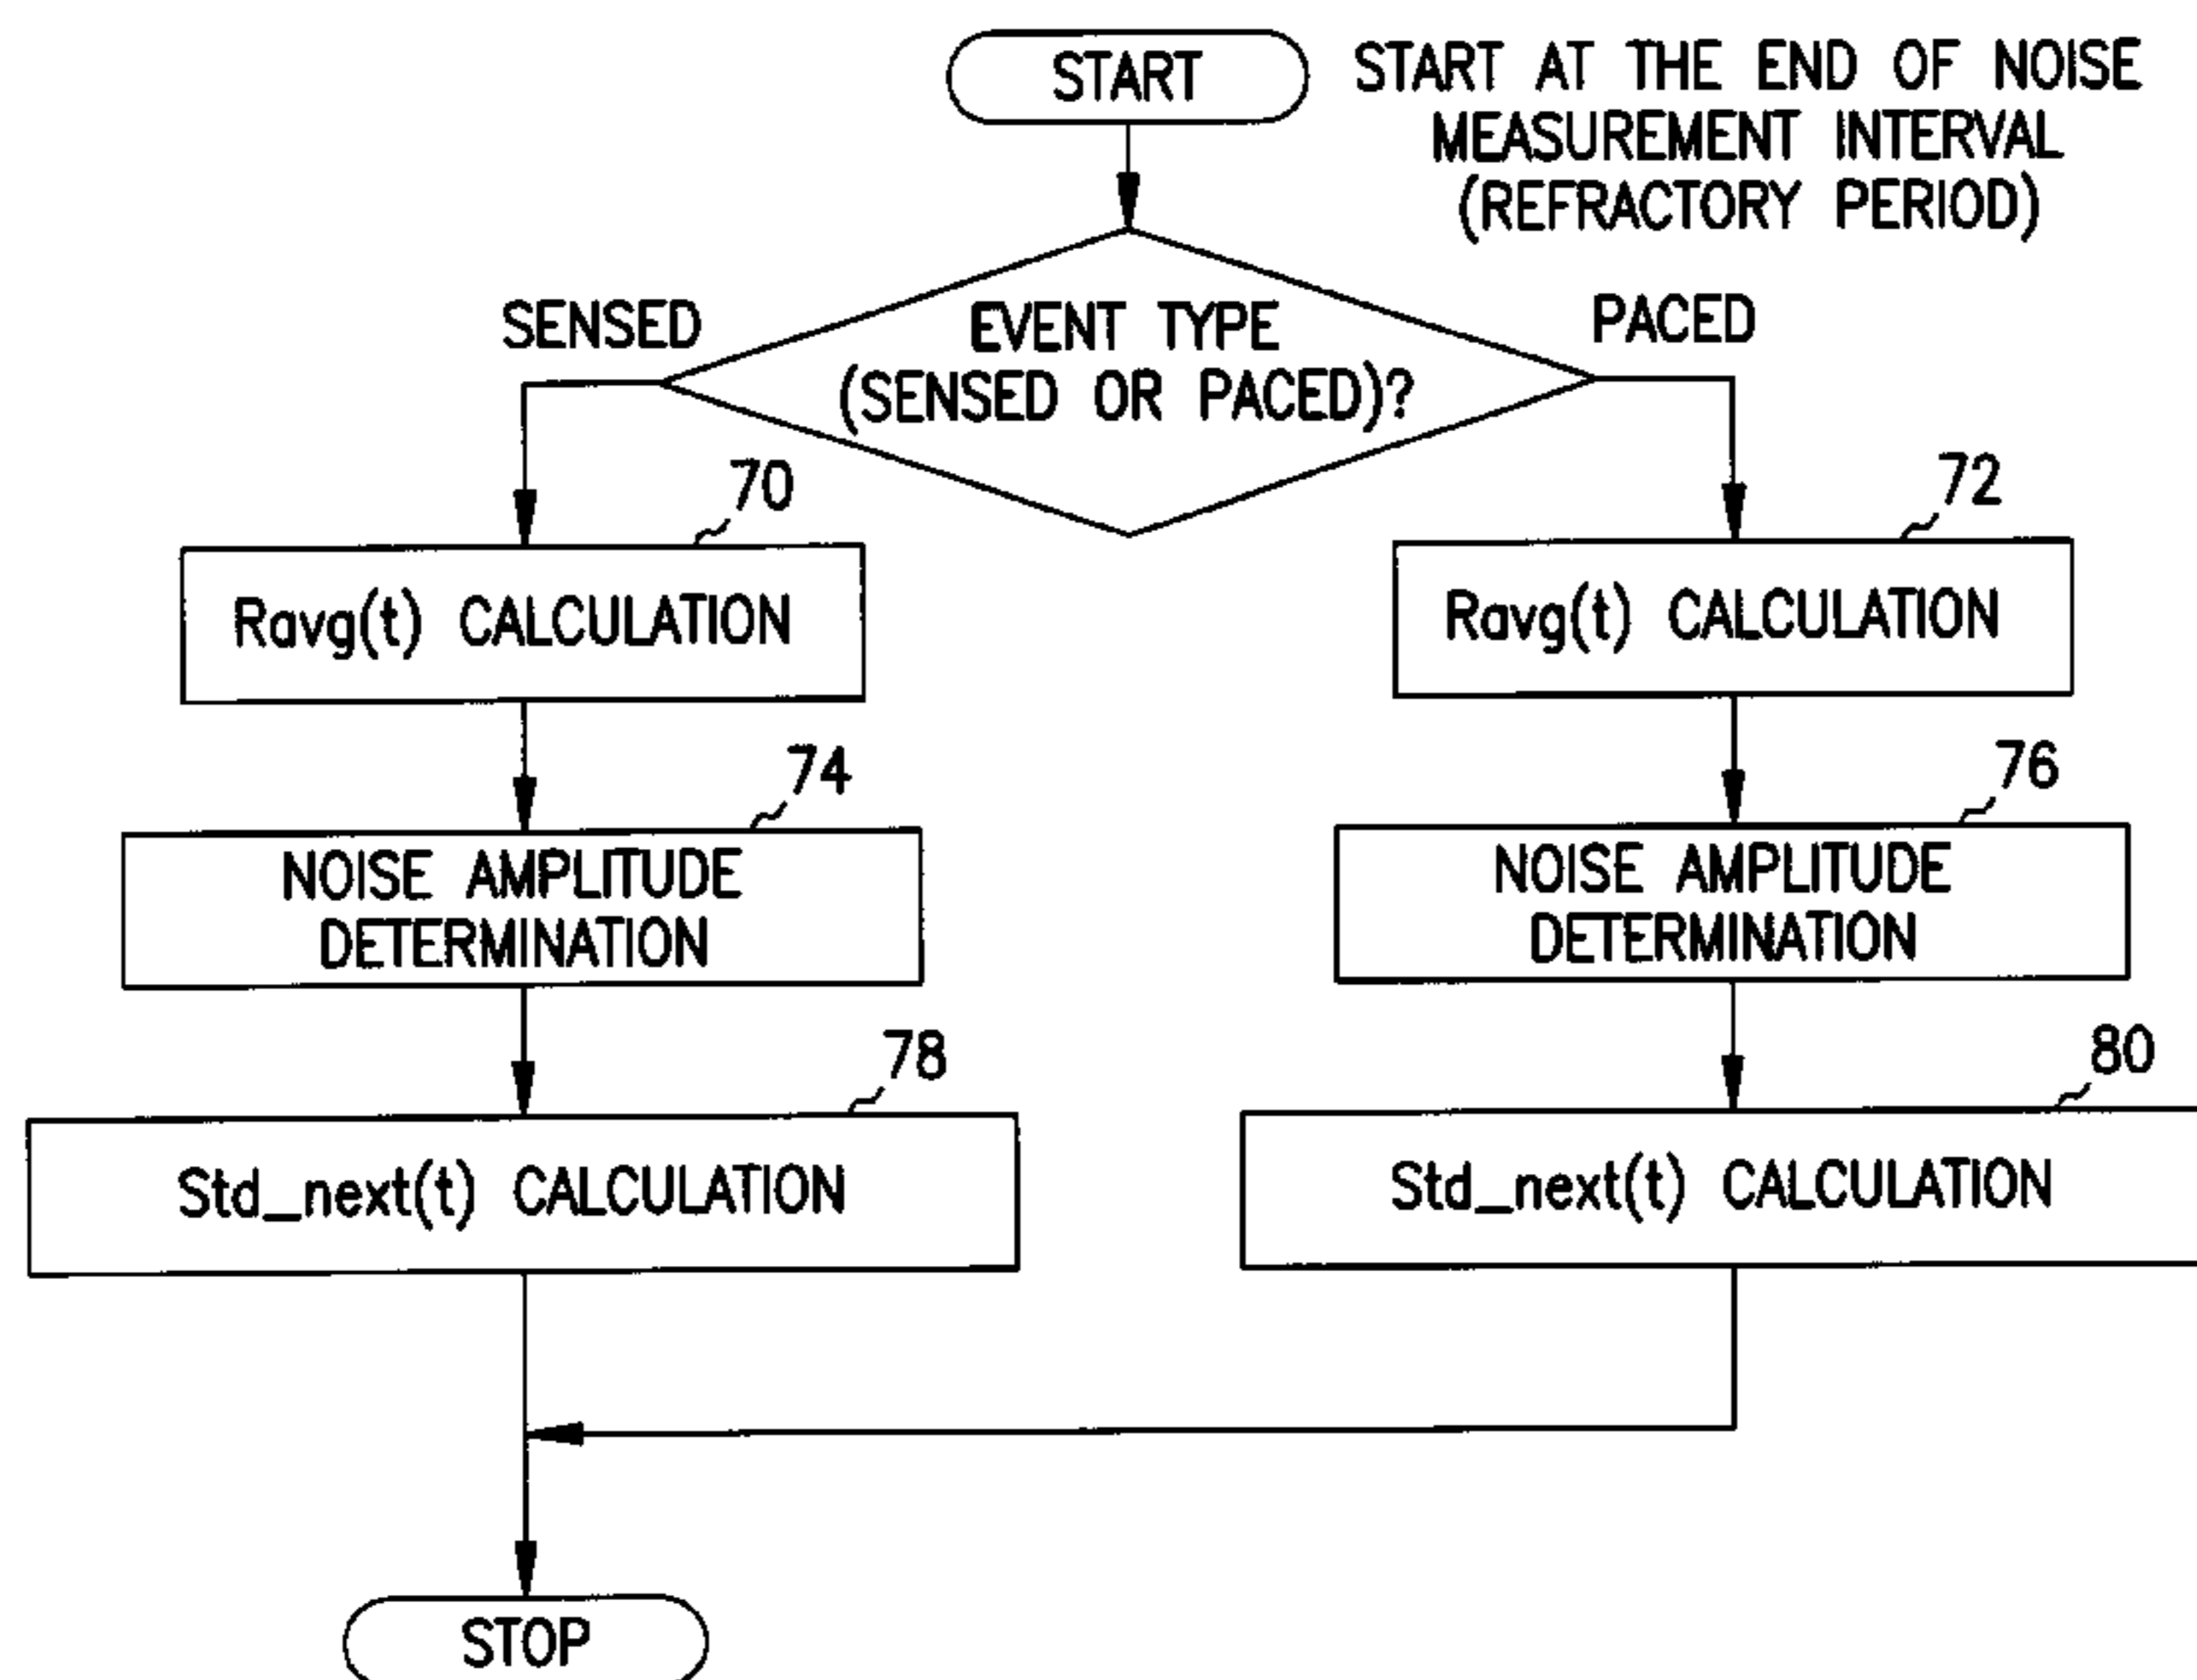 START
START AT THE END OF NOISE
MEASUREMENT INTERVAL
(REFRACTORY PERIOD)
SENSED
EVENT TYPE
(SENSED OR PACED)?
PACED
70
72
Ravg(t) CALCULATION
Ravg(t) CALCULATION
74
76
NOISE AMPLITUDE
DETERMINATION
NOISE AMPLITUDE
DETERMINATION
78
80
Std_next(t) CALCULATION
Std_next(t) CALCULATION
STOP